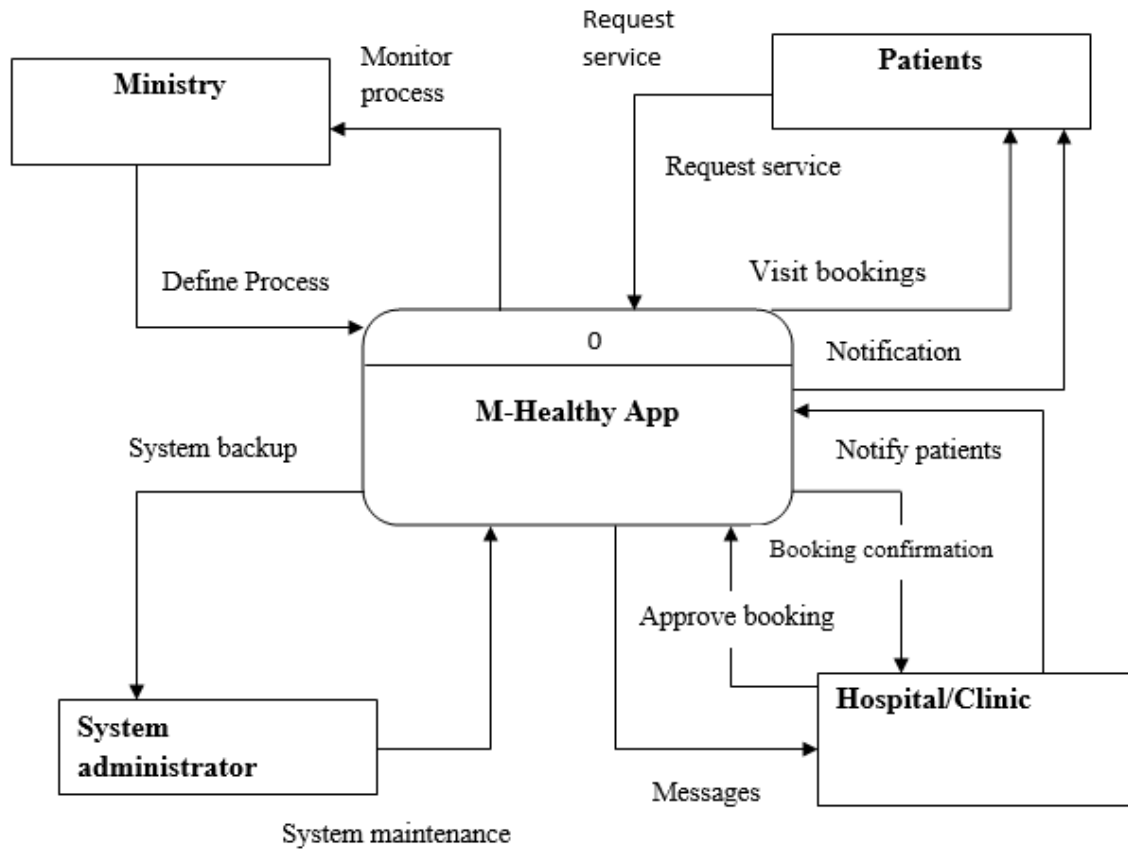 Request
service
Monitor
process
Ministry
Patients
Request service
Define Process
Visit bookings
0
Notification
M-Healthy App
System backup
Notify patients
Booking confirmation
Approve booking
Hospital/Clinic
System
administrator
Messages
System maintenance